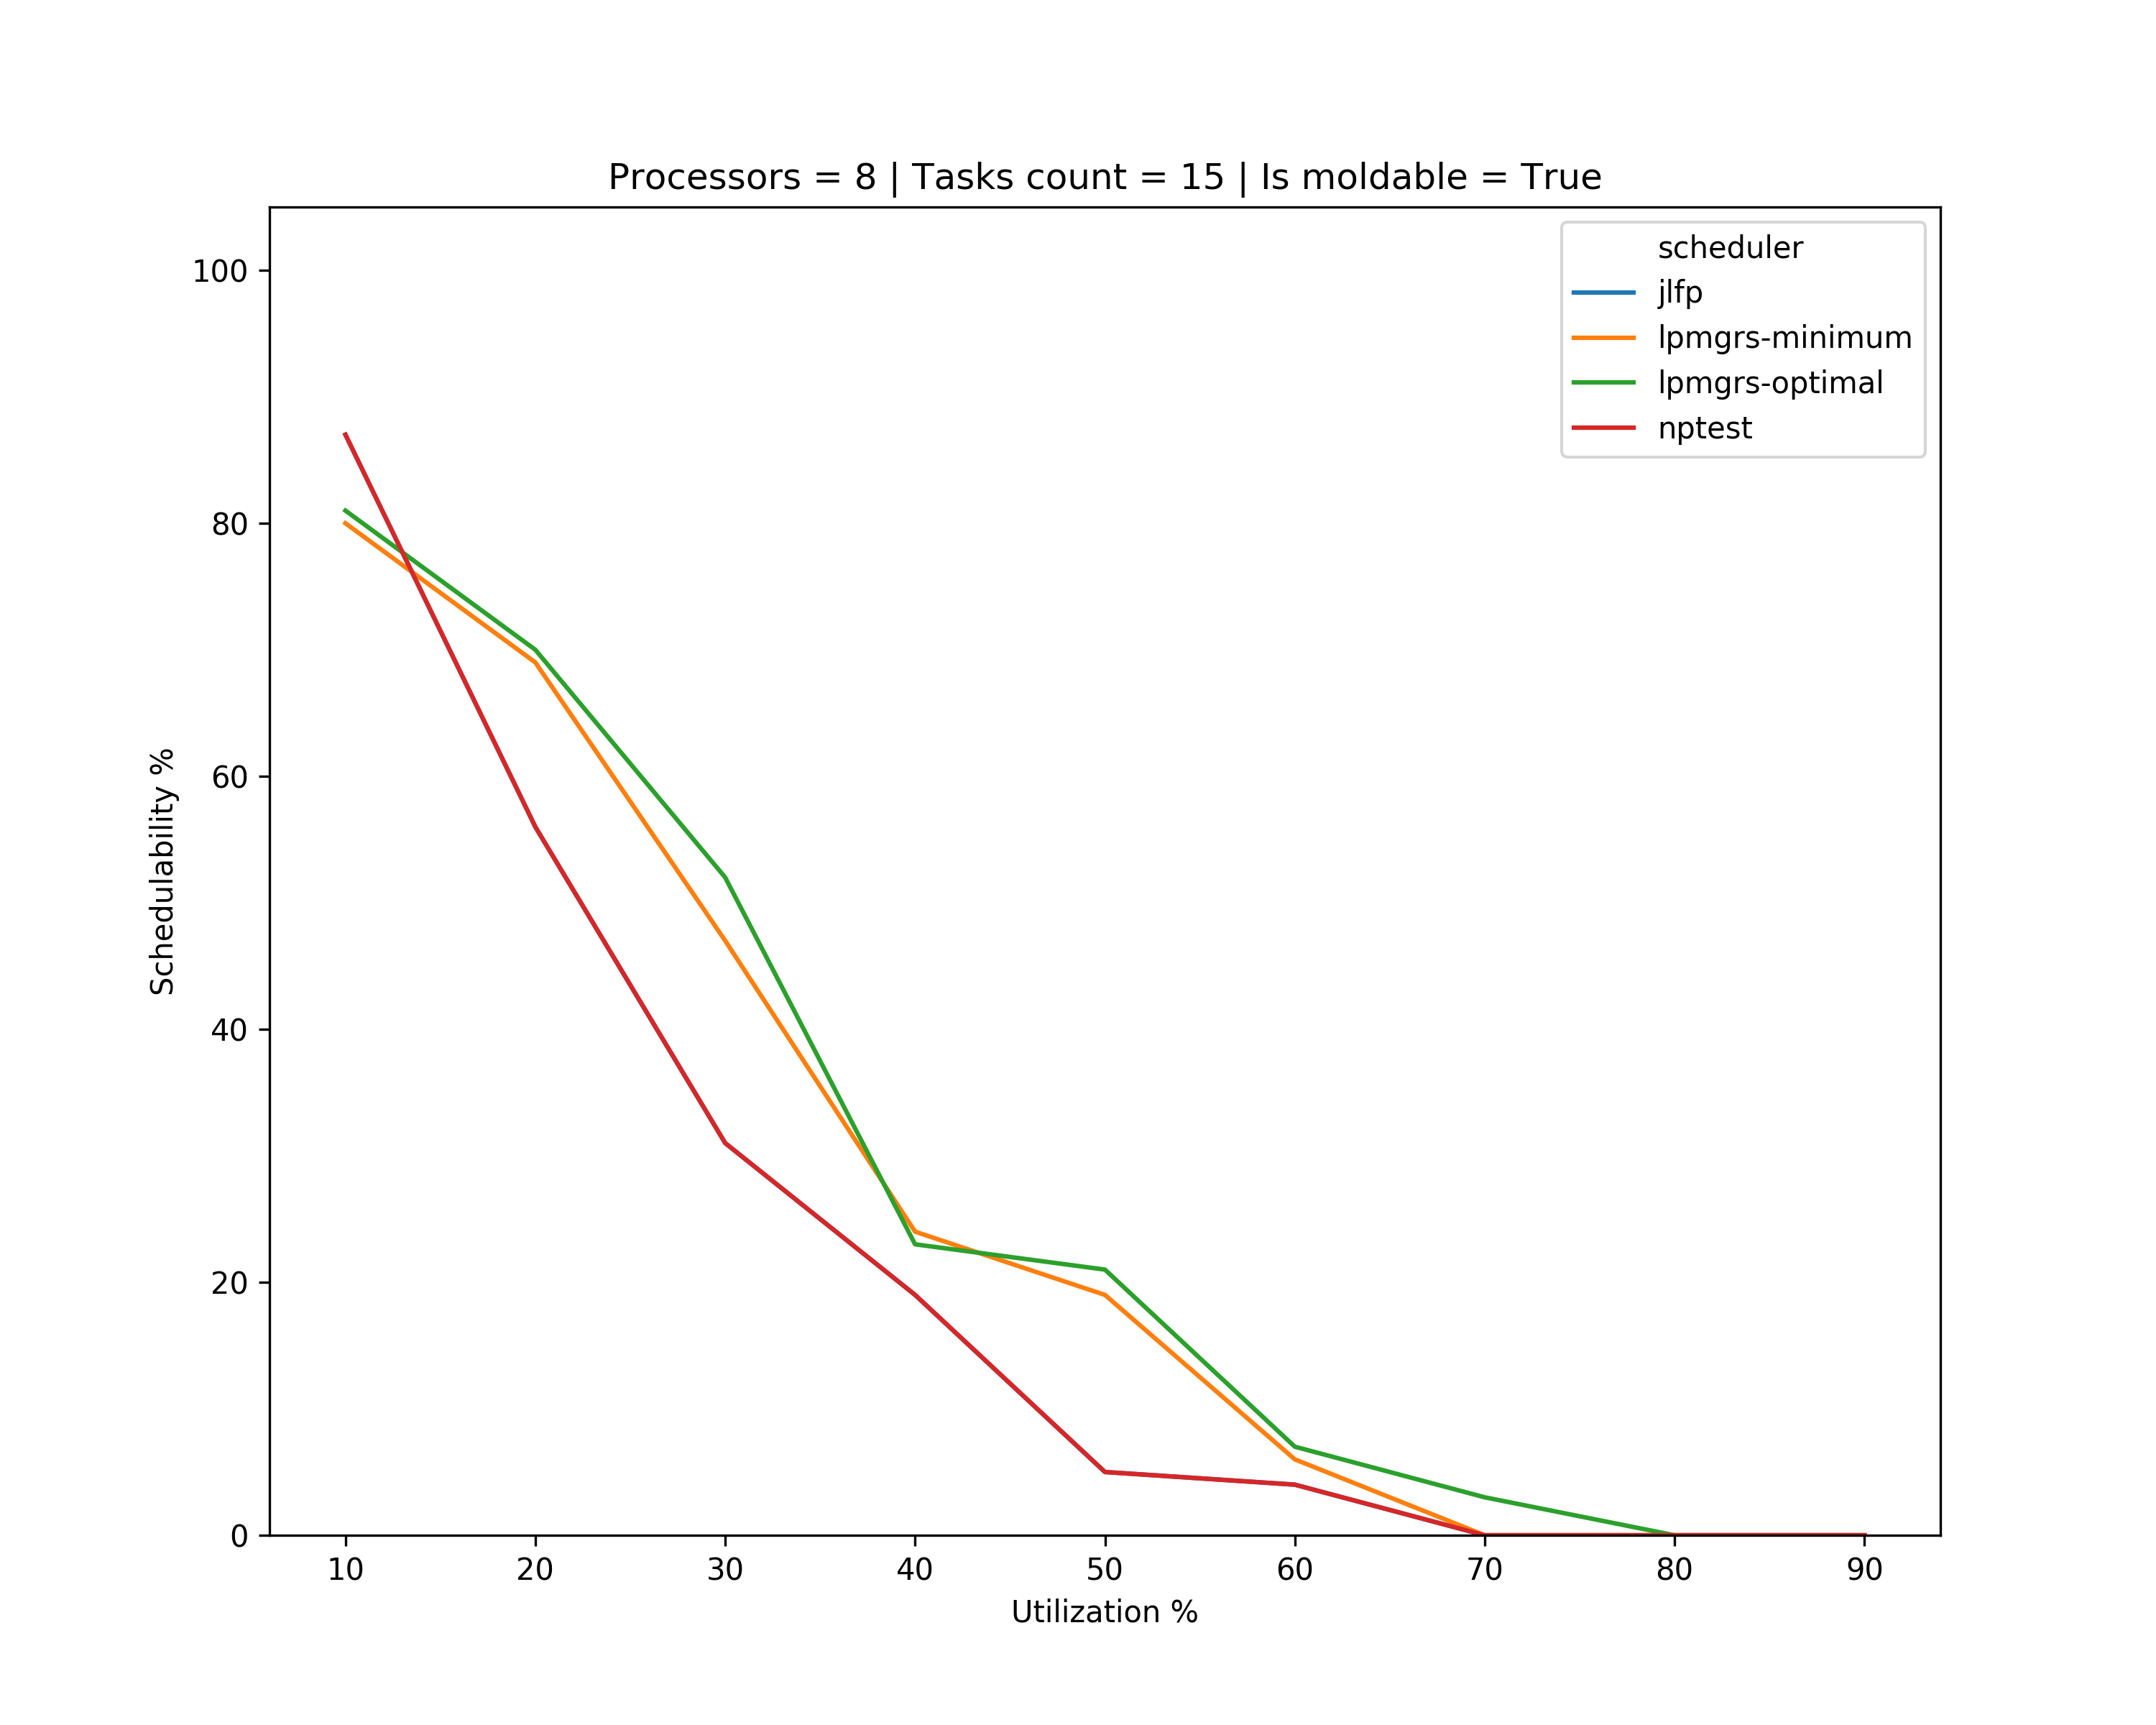 Processors = 8 | Tasks count = 15 | Is moldable = True
scheduler
jlfp
lpmgrs-minimum
lpmgrs-optimal
nptest
Schedulability %
100
80
60
40
20
0
10 20 30 40 50 60 70 80 90
Utilization %